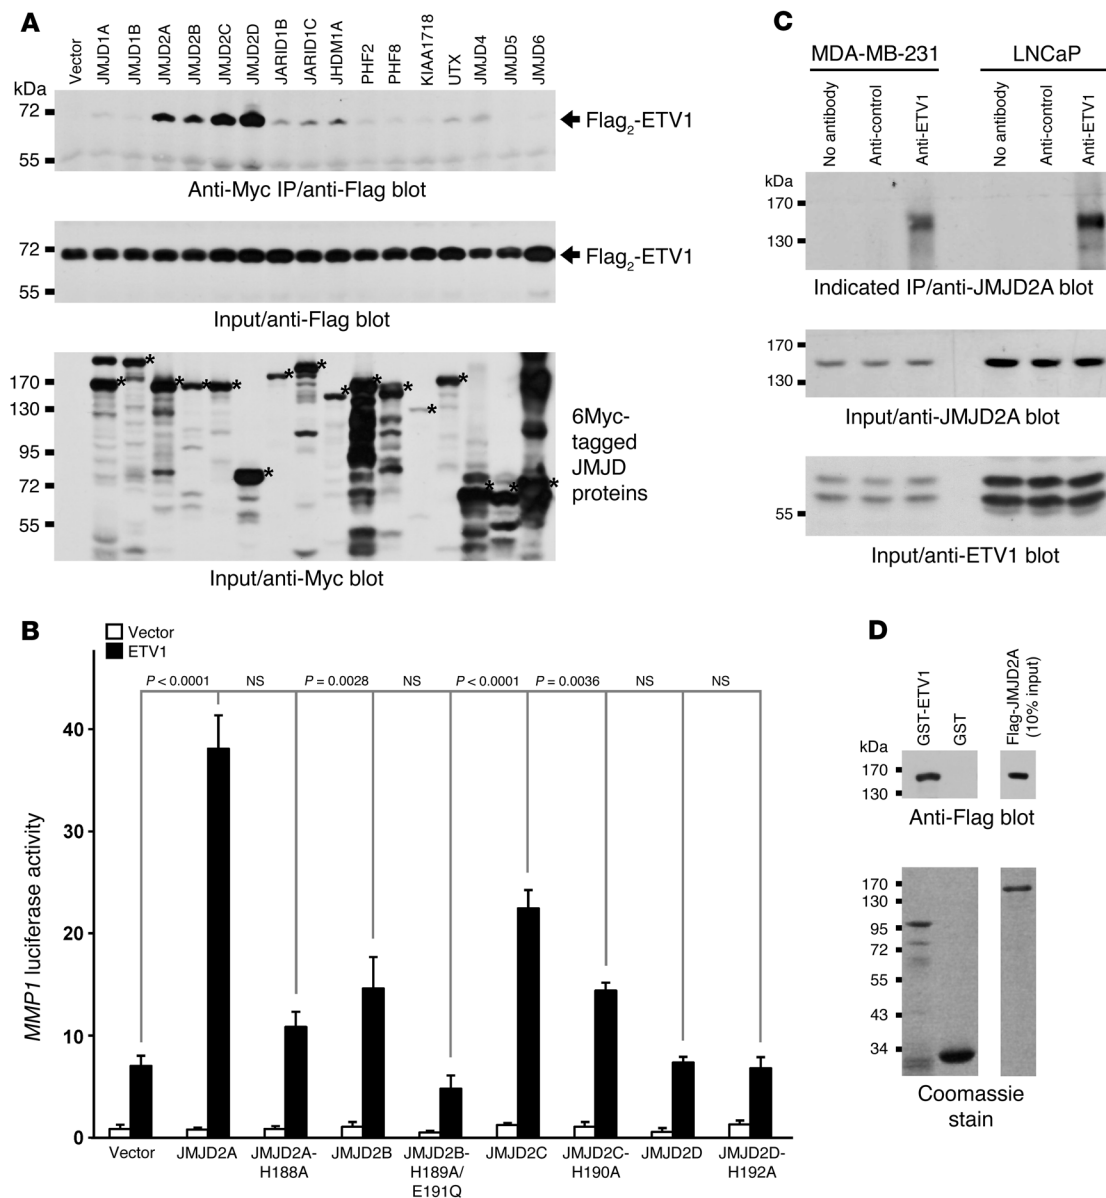 A
Vector
JMJD1A
JMJD1B
JMJD2A
JMJD2B
JMJD2C
JMJD2D
JARID1B
JARID1C
JHDM1A
PHF2
PHF8
KIAA1718
UTX
JMJD4
JMJD5
JMJD6
kDa
72
55
Flag2-ETV1
Anti-Myc IP/anti-Flag blot
72
55
Flag2-ETV1
Input/anti-Flag blot
170
130
95
72
55
* * * * * * * * * * * * * * * * *
6Myc-
tagged
JMJD
proteins
Input/anti-Myc blot
B
Vector
ETV1
P < 0.0001
NS
P = 0.0028
NS
P < 0.0001
P = 0.0036
NS
NS
MMP1 luciferase activity
40
30
20
10
0
Vector
JMJD2A
JMJD2A-
H188A
JMJD2B
JMJD2B-
H189A/
E191Q
JMJD2C
JMJD2C-
H190A
JMJD2D
JMJD2D-
H192A
C
MDA-MB-231
LNCaP
No antibody
Anti-control
Anti-ETV1
No antibody
Anti-control
Anti-ETV1
kDa
170
130
Indicated IP/anti-JMJD2A blot
170
130
Input/anti-JMJD2A blot
55
Input/anti-ETV1 blot
D
GST-ETV1
GST
Flag-JMJD2A
(10% input)
kDa
170
130
Anti-Flag blot
170
130
95
72
55
43
34
Coomassie
stain